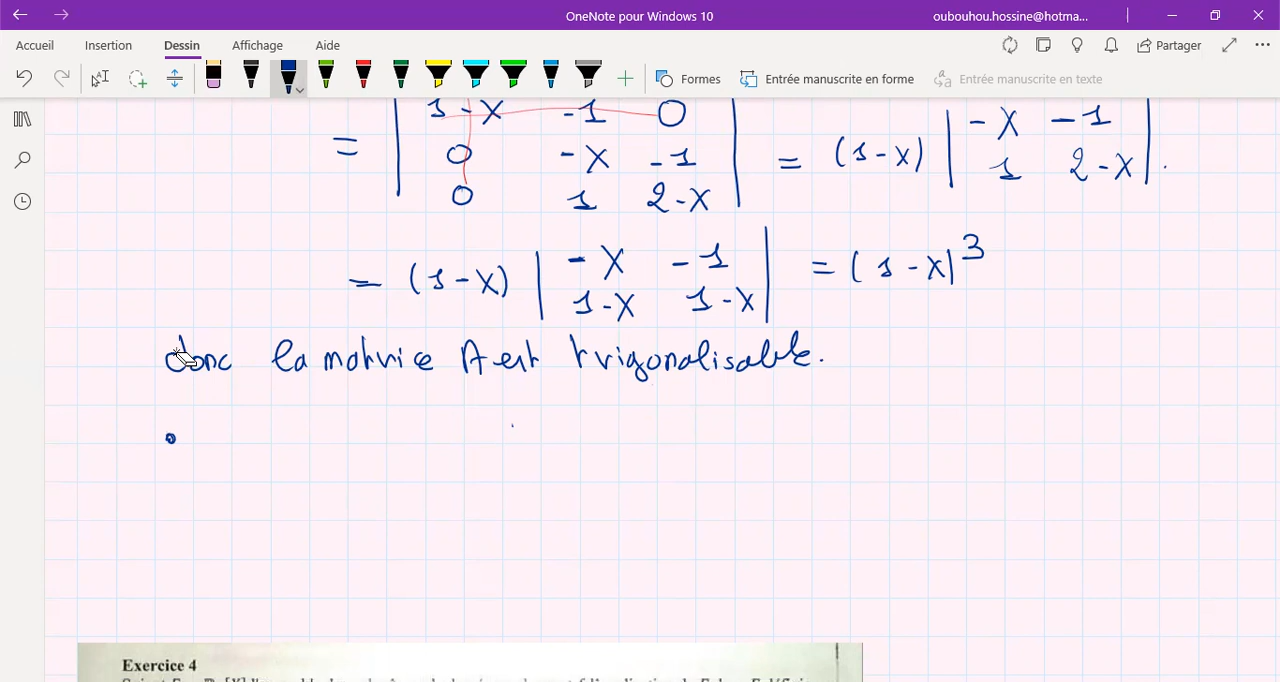 OneNote pour Windows 10
oubouhou.hossine@hotma...
Accueil Insertion Dessin Affichage Aide
Partager
Formes Entrée manuscrite en forme Entrée manuscrite en texte
= | 1-X -1 0 |
| 0 -X -1 |
| 0 1 2-X |
= (1-X) | -X -1 |
| 1 2-X | .
= (1-X) | -X -1 |
| 1-X 1-X |
= (1-X)^3
donc la matrice A est trigonalisable.
Exercice 4